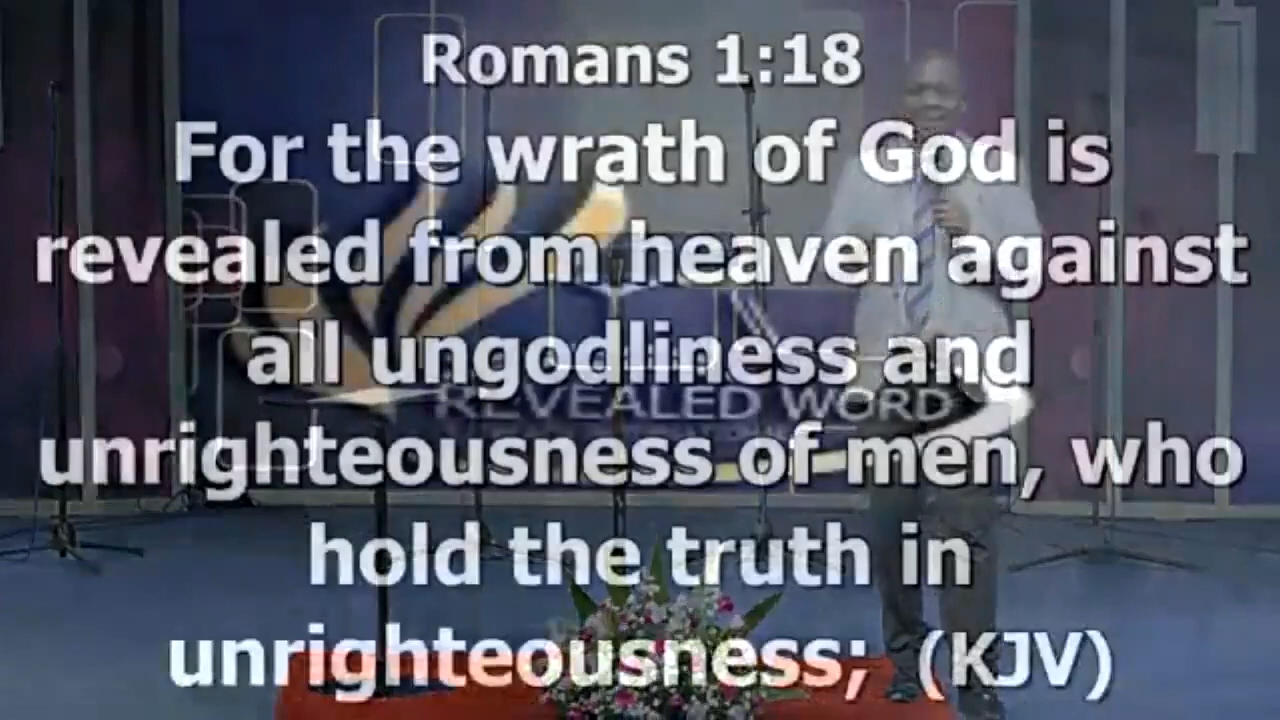 Romans 1:18
For the wrath of God is
revealed from heaven against
all ungodliness and
REVEALED WORD
unrighteousness of men, who
hold the truth in
unrighteousness; (KJV)